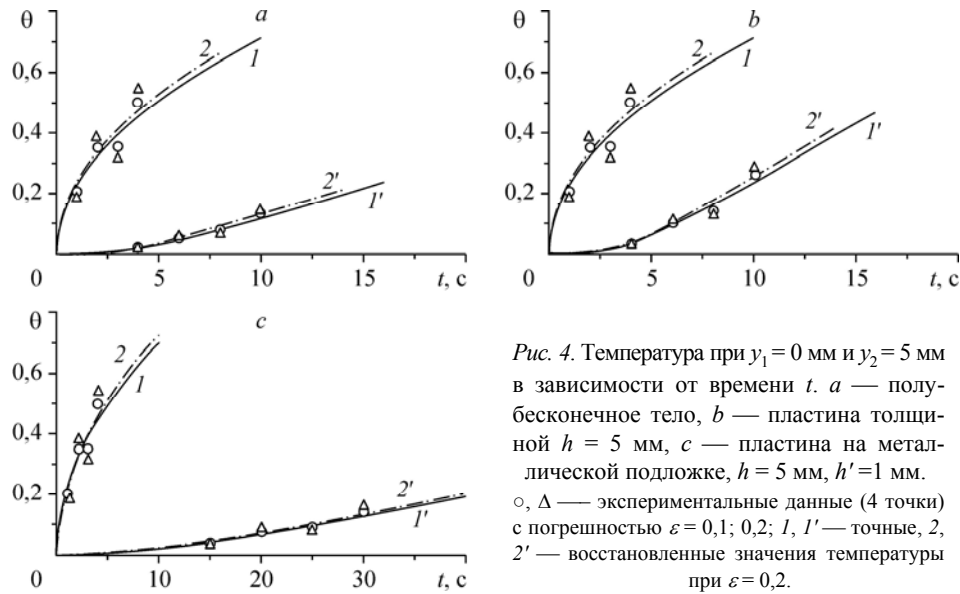 θ
a
2
1
0,6
0,4
0,2
2′
1′
0
5
10
15
t, с
θ
b
2
1
0,6
0,4
0,2
2′
1′
0
5
10
15
t, с
θ
c
2
1
0,6
0,4
0,2
2′
1′
0
10
20
30
t, с
Рис. 4. Температура при y₁ = 0 мм и y₂ = 5 мм
в зависимости от времени t. a — полу-
бесконечное тело, b — пластина толщи-
ной h = 5 мм, c — пластина на метал-
лической подложке, h = 5 мм, h′ =1 мм.
○, Δ — экспериментальные данные (4 точки)
с погрешностью ε = 0,1; 0,2; 1, 1′ — точные, 2,
2′ — восстановленные значения температуры
при ε = 0,2.